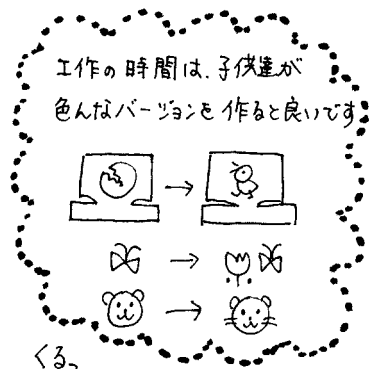 工作の時間は、子供達が
色んなバージョンを作ると良いです
くるっ